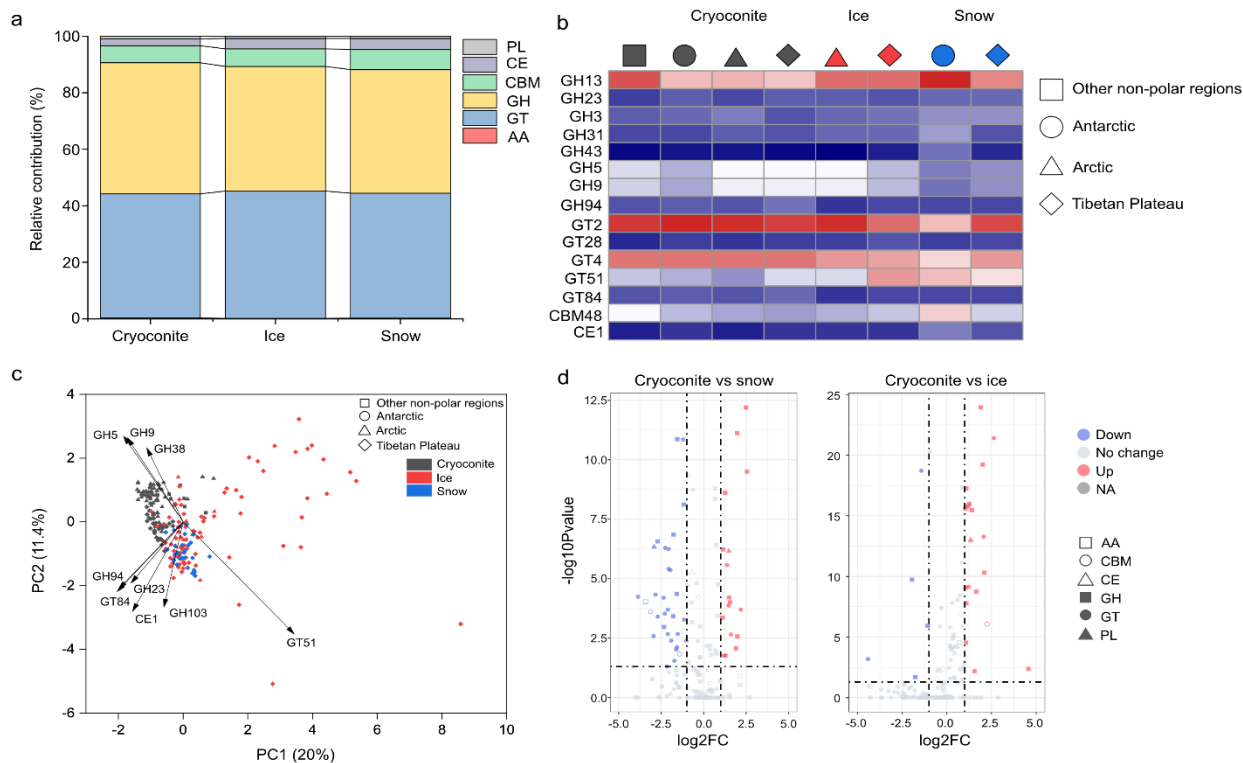 a
Relative contribution (%)
100
80
60
40
20
0
Cryoconite
Ice
Snow
PL
CE
CBM
GH
GT
AA
b
Cryoconite
Ice
Snow
GH13
GH23
GH3
GH31
GH43
GH5
GH9
GH94
GT2
GT28
GT4
GT51
GT84
CBM48
CE1
Other non-polar regions
Antarctic
Arctic
Tibetan Plateau
c
PC2 (11.4%)
4
2
0
-2
-4
-6
-2
0
2
4
6
8
10
PC1 (20%)
GH5
GH9
GH38
GH94
GT84
GH23
CE1
GH103
GT51
Other non-polar regions
Antarctic
Arctic
Tibetan Plateau
Cryoconite
Ice
Snow
d
Cryoconite vs snow
-log10Pvalue
12.5
10.0
7.5
5.0
2.5
0.0
-5.0
-2.5
0.0
2.5
5.0
log2FC
Cryoconite vs ice
25
20
15
10
5
0
-5.0
-2.5
0.0
2.5
5.0
log2FC
Down
No change
Up
NA
AA
CBM
CE
GH
GT
PL